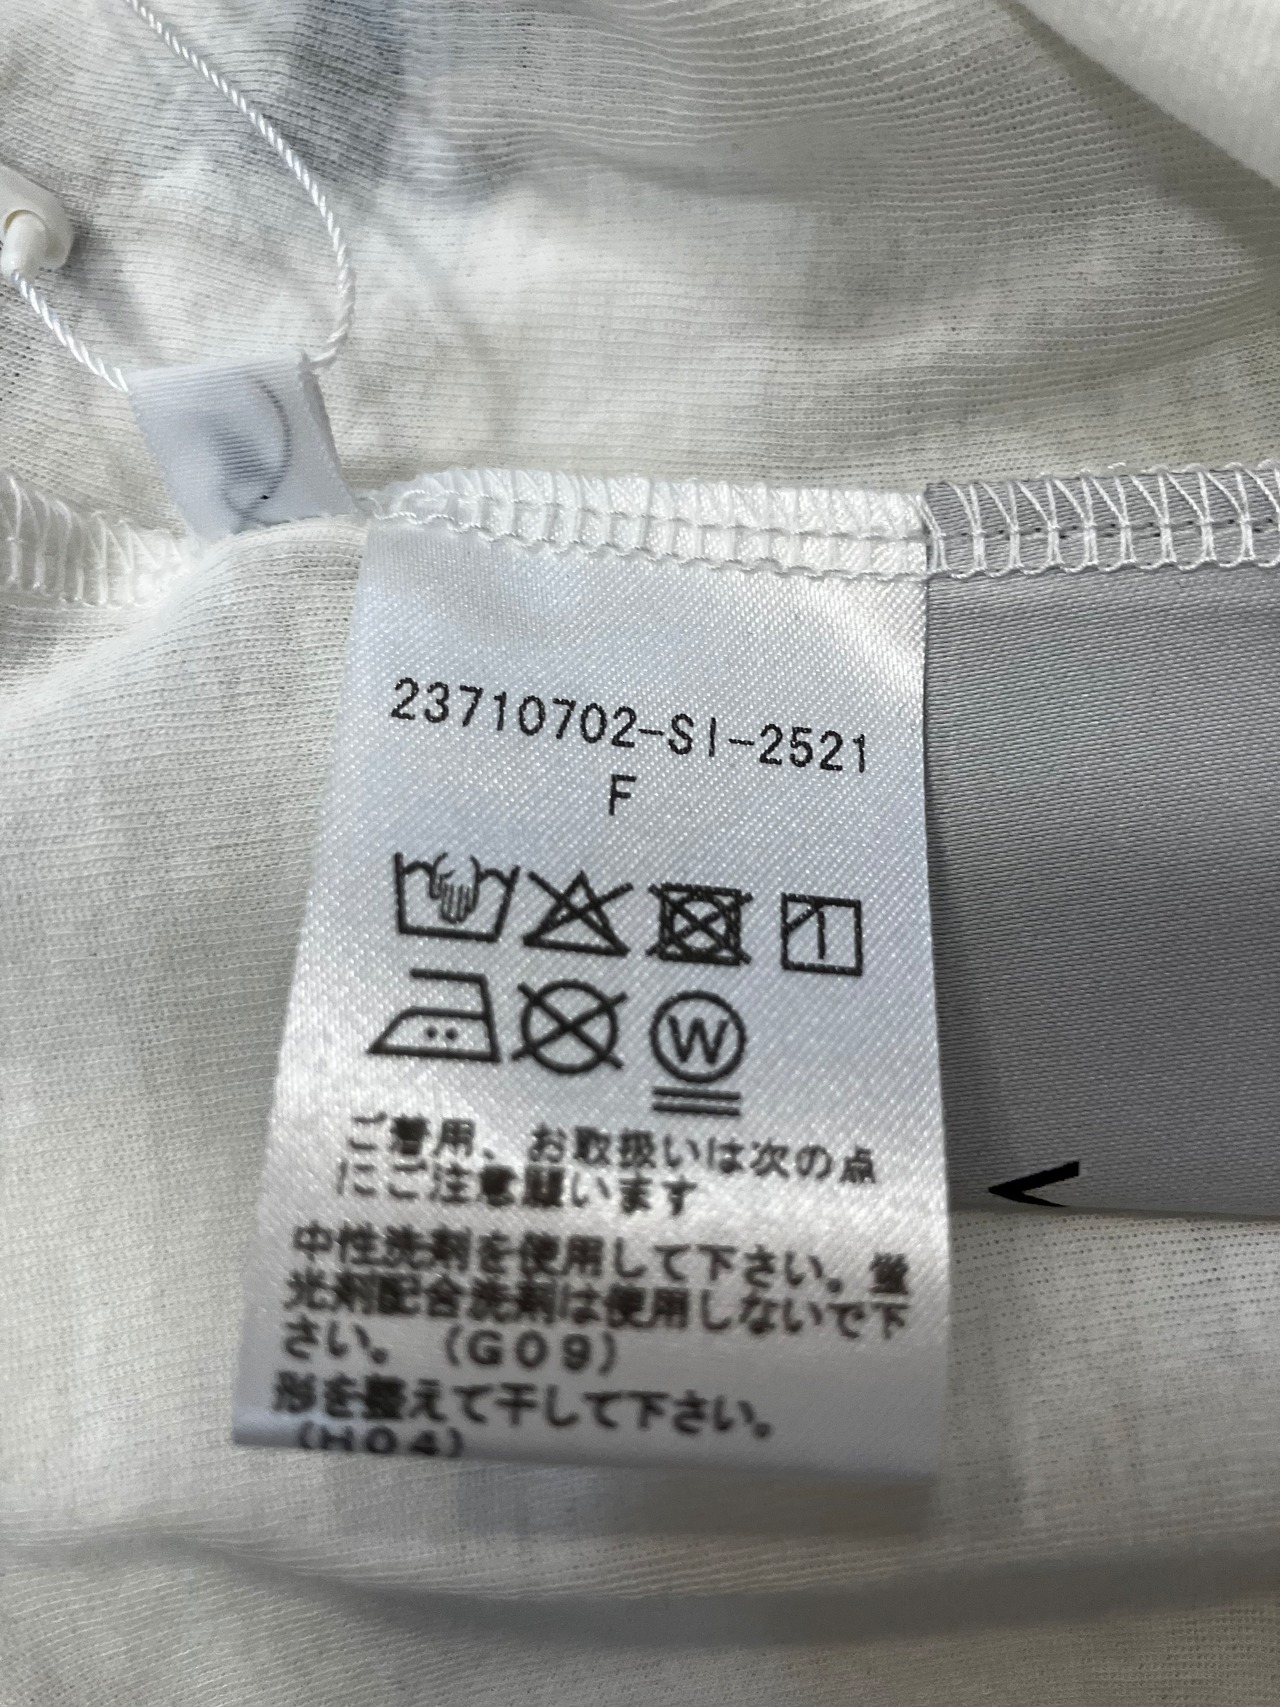 23710702-SI-2521
F
W
ご着用、お取扱いは次の点
にご注意願います
中性洗剤を使用して下さい。蛍
光剤配合洗剤は使用しないで下
さい。(G09)
形を整えて干して下さい。
(H04)